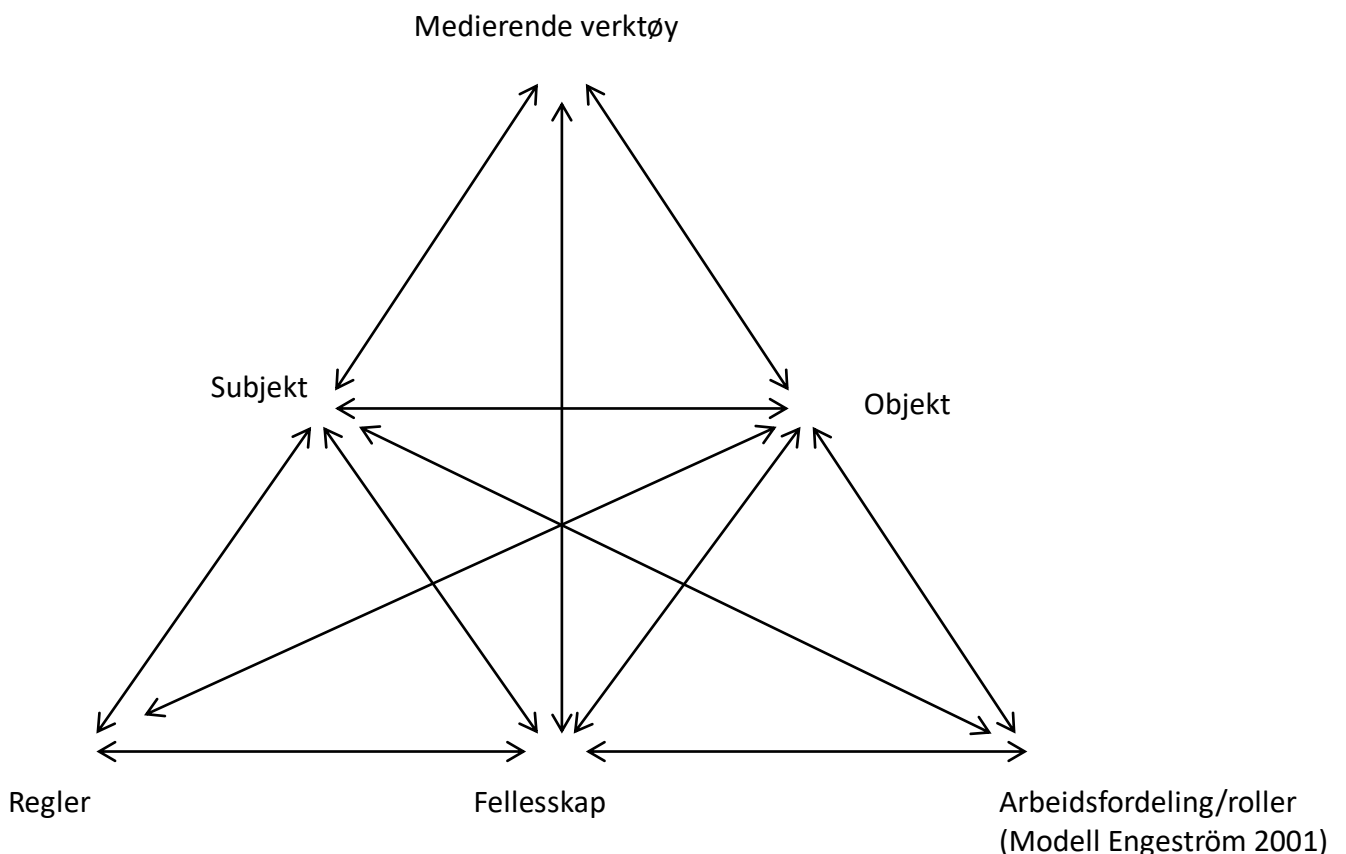 Medierende verktøy
Subjekt
Objekt
Regler
Fellesskap
Arbeidsfordeling/roller
(Modell Engeström 2001)